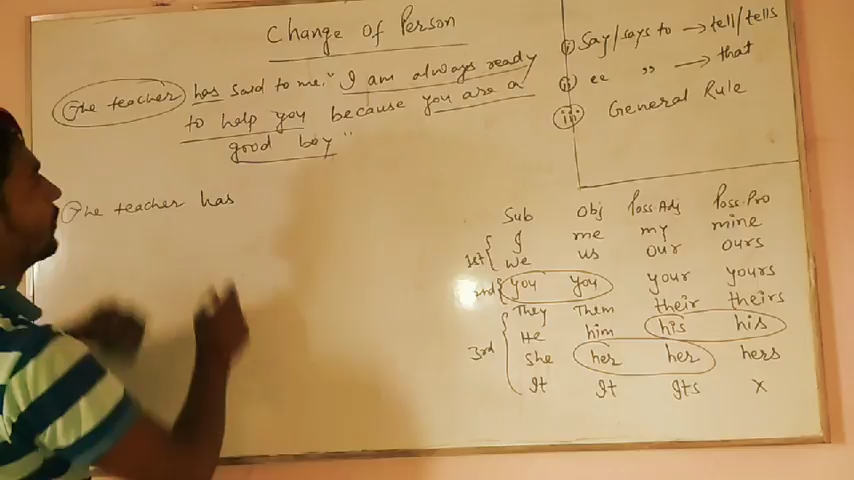 Change of Person
The teacher has said to me, "I am always ready
to help you because you are a
good boy"
The teacher has
(i) Say/says to → tell/tells
(ii) cc " → that
(iii) General Rule
Sub Obj Poss.Adj Poss.Pro
1st { I me my mine
We us our ours
2nd { you you your yours
3rd { They Them their theirs
He him his his
She her her hers
It It Its X